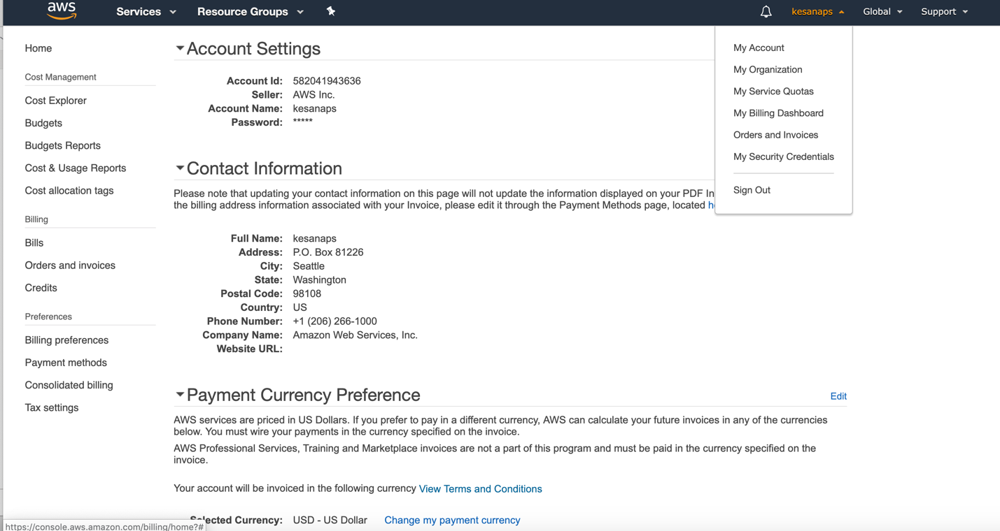 aws Services Resource Groups kesanaps Global Support
Home
Cost Management
Cost Explorer
Budgets
Budgets Reports
Cost & Usage Reports
Cost allocation tags
Billing
Bills
Orders and invoices
Credits
Preferences
Billing preferences
Payment methods
Consolidated billing
Tax settings
Account Settings
Account Id: 582041943636
Seller: AWS Inc.
Account Name: kesanaps
Password: *****
Contact Information
Please note that updating your contact information on this page will not update the information displayed on your PDF In
the billing address information associated with your Invoice, please edit it through the Payment Methods page, located h
Full Name: kesanaps
Address: P.O. Box 81226
City: Seattle
State: Washington
Postal Code: 98108
Country: US
Phone Number: +1 (206) 266-1000
Company Name: Amazon Web Services, Inc.
Website URL:
Payment Currency Preference Edit
AWS services are priced in US Dollars. If you prefer to pay in a different currency, AWS can calculate your future invoices in any of the currencies
below. You must wire your payments in the currency specified on the invoice.
AWS Professional Services, Training and Marketplace invoices are not a part of this program and must be paid in the currency specified on the
invoice.
Your account will be invoiced in the following currency View Terms and Conditions
Selected Currency: USD - US Dollar Change my payment currency
My Account
My Organization
My Service Quotas
My Billing Dashboard
Orders and Invoices
My Security Credentials
Sign Out
https://console.aws.amazon.com/billing/home?#